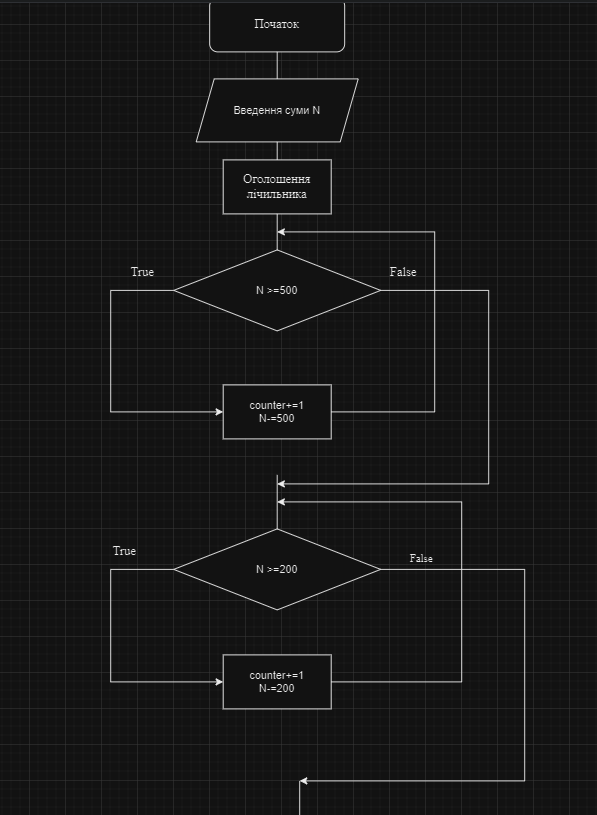 Початок
Введення суми N
Оголошення
лічильника
True
False
N >=500
counter+=1
N-=500
True
False
N >=200
counter+=1
N-=200